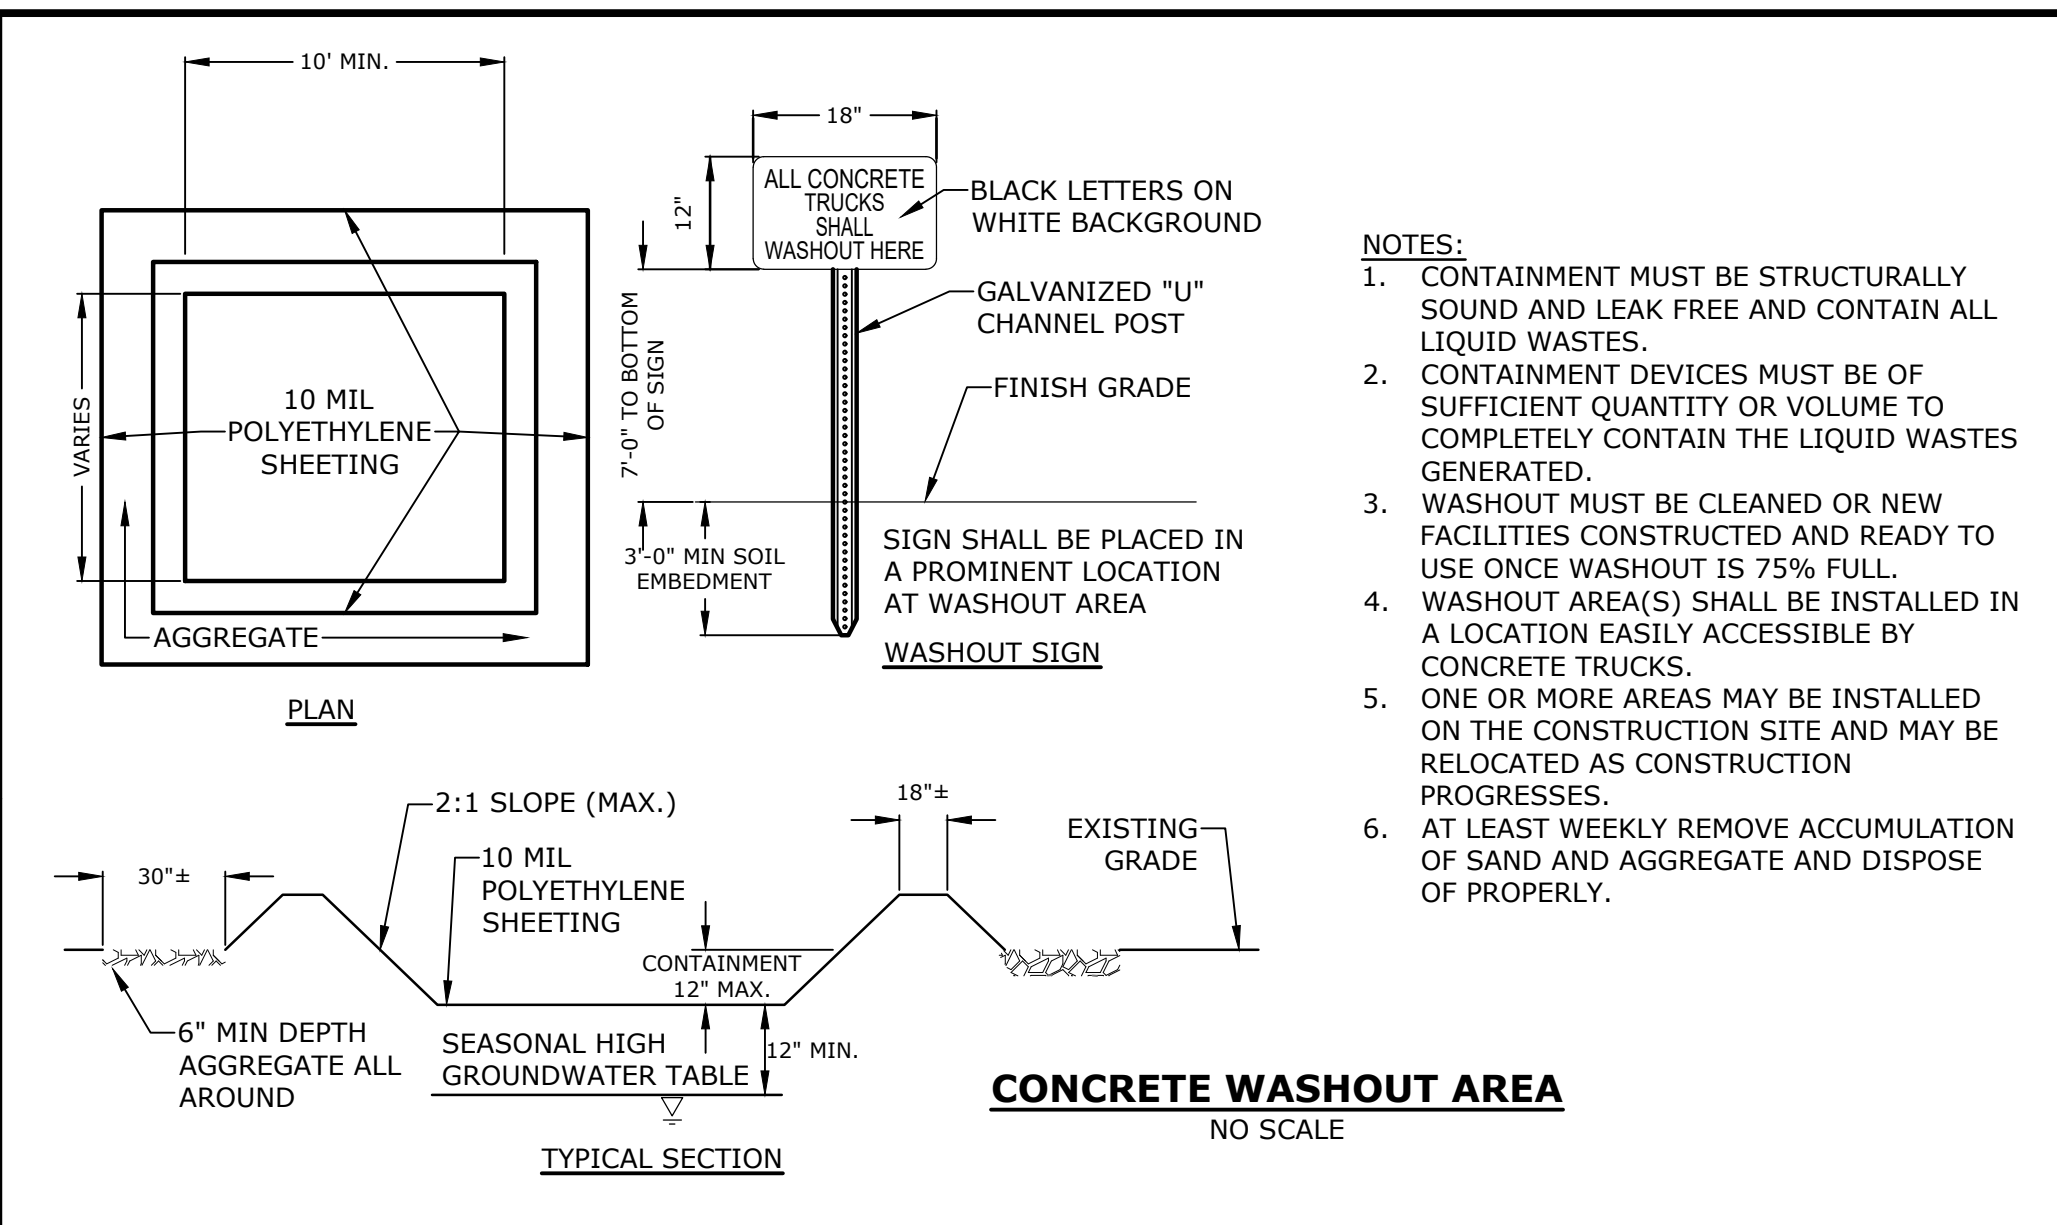 10' MIN.
VARIES
10 MIL
POLYETHYLENE
SHEETING
AGGREGATE
PLAN
18"
12"
ALL CONCRETE
TRUCKS
SHALL
WASHOUT HERE
BLACK LETTERS ON
WHITE BACKGROUND
GALVANIZED "U"
CHANNEL POST
7'-0" TO BOTTOM
OF SIGN
FINISH GRADE
3'-0" MIN SOIL
EMBEDMENT
SIGN SHALL BE PLACED IN
A PROMINENT LOCATION
AT WASHOUT AREA
WASHOUT SIGN
NOTES:
1. CONTAINMENT MUST BE STRUCTURALLY
SOUND AND LEAK FREE AND CONTAIN ALL
LIQUID WASTES.
2. CONTAINMENT DEVICES MUST BE OF
SUFFICIENT QUANTITY OR VOLUME TO
COMPLETELY CONTAIN THE LIQUID WASTES
GENERATED.
3. WASHOUT MUST BE CLEANED OR NEW
FACILITIES CONSTRUCTED AND READY TO
USE ONCE WASHOUT IS 75% FULL.
4. WASHOUT AREA(S) SHALL BE INSTALLED IN
A LOCATION EASILY ACCESSIBLE BY
CONCRETE TRUCKS.
5. ONE OR MORE AREAS MAY BE INSTALLED
ON THE CONSTRUCTION SITE AND MAY BE
RELOCATED AS CONSTRUCTION
PROGRESSES.
6. AT LEAST WEEKLY REMOVE ACCUMULATION
OF SAND AND AGGREGATE AND DISPOSE
OF PROPERLY.
2:1 SLOPE (MAX.)
30"±
10 MIL
POLYETHYLENE
SHEETING
18"±
EXISTING
GRADE
CONTAINMENT
12" MAX.
6" MIN DEPTH
AGGREGATE ALL
AROUND
SEASONAL HIGH
GROUNDWATER TABLE
12" MIN.
TYPICAL SECTION
CONCRETE WASHOUT AREA
NO SCALE